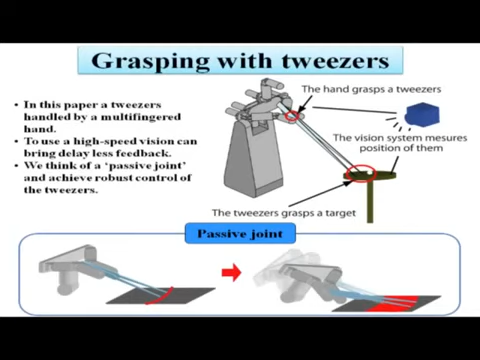 Grasping with tweezers
• In this paper a tweezers
handled by a multifingered
hand.
• To use a high-speed vision can
bring delay less feedback.
• We think of a ‘passive joint’
and achieve robust control of
the tweezers.
The hand grasps a tweezers
The vision system mesures
position of them
The tweezers grasps a target
Passive joint